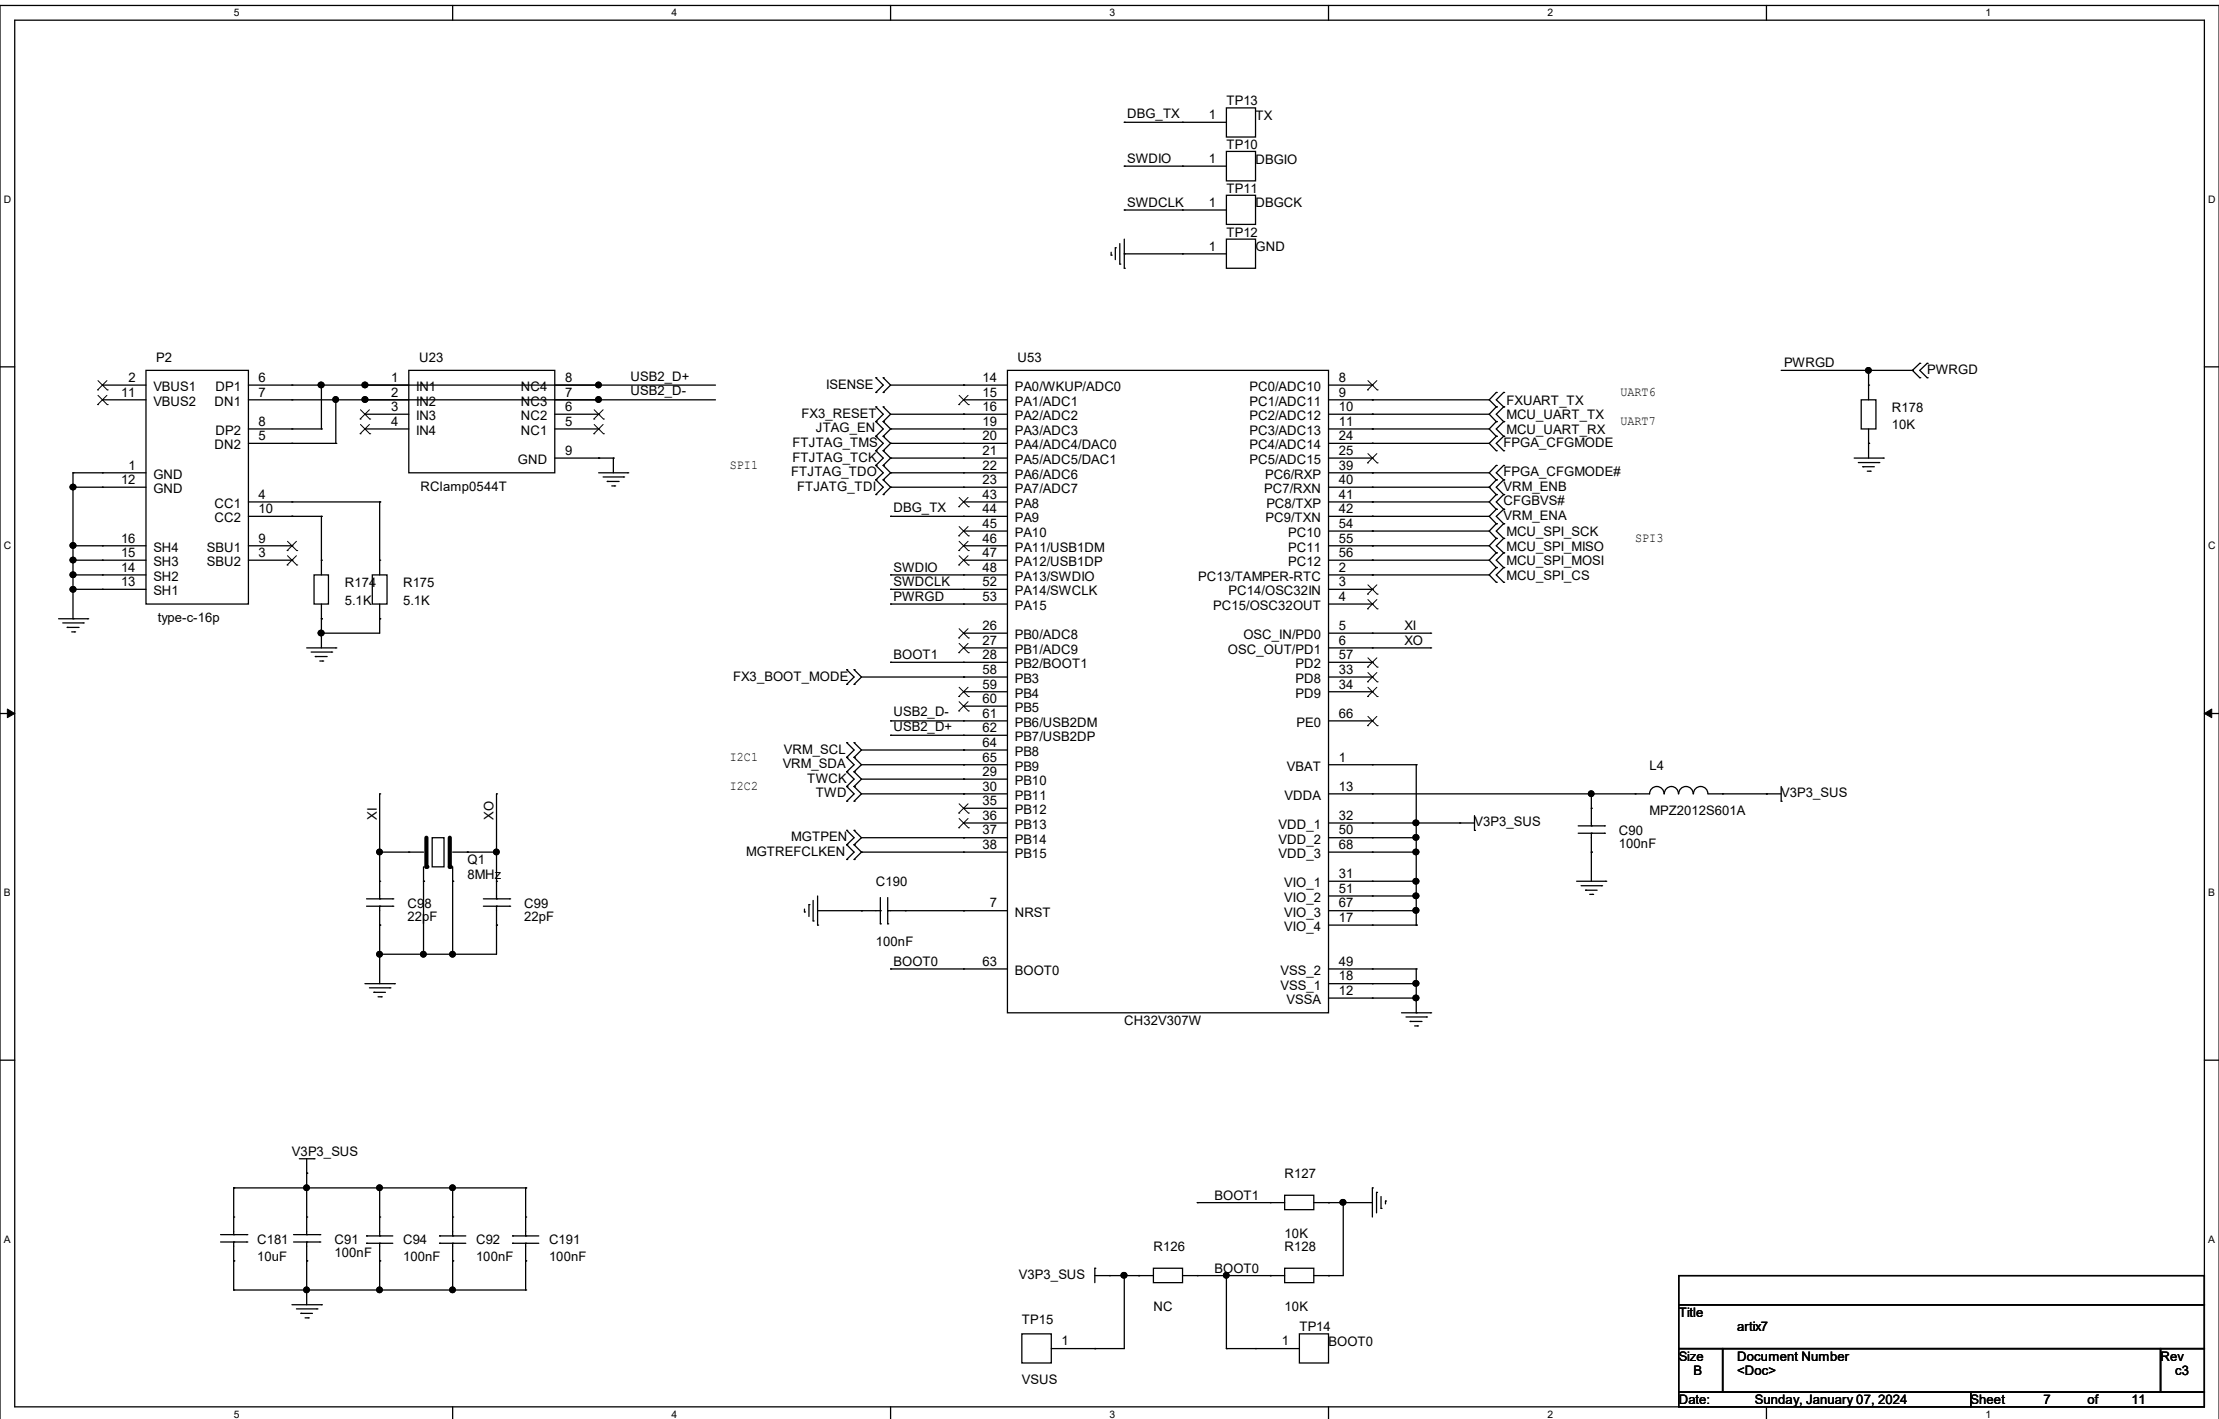 5 4 3 2 1
D D
C C
B B
A A
TP13
DBG_TX 1 TX
TP10
SWDIO 1 DBGIO
TP11
SWDCLK 1 DBGCK
TP12
1 GND
P2
2 VBUS1 DP1 6
11 VBUS2 DN1 7
DP2 8
DN2 5
1 GND
12 GND
CC1 4
CC2 10
16 SH4 SBU1 9
15 SH3 SBU2 3
14 SH2
13 SH1
type-c-16p
R174
5.1K
R175
5.1K
U23
1 IN1 NC4 8 USB2_D+
2 IN2 NC3 7 USB2_D-
3 IN3 NC2 6
4 IN4 NC1 5
GND 9
RClamp0544T
U53
ISENSE 14 PA0/WKUP/ADC0
15 PA1/ADC1
FX3_RESET 16 PA2/ADC2
JTAG_EN 19 PA3/ADC3
FTJTAG_TMS 20 PA4/ADC4/DAC0
FTJTAG_TCK 21 PA5/ADC5/DAC1
SPI1
FTJTAG_TDO 22 PA6/ADC6
FTJATG_TDI 23 PA7/ADC7
43 PA8
DBG_TX 44 PA9
45 PA10
46 PA11/USB1DM
47 PA12/USB1DP
SWDIO 48 PA13/SWDIO
SWDCLK 52 PA14/SWCLK
PWRGD 53 PA15
26 PB0/ADC8
27 PB1/ADC9
BOOT1 28 PB2/BOOT1
FX3_BOOT_MODE 58 PB3
59 PB4
60 PB5
USB2_D- 61 PB6/USB2DM
USB2_D+ 62 PB7/USB2DP
VRM_SCL 64 PB8
I2C1
VRM_SDA 65 PB9
TWCK 29 PB10
I2C2
TWD 30 PB11
35 PB12
36 PB13
MGTPEN 37 PB14
MGTREFCLKEN 38 PB15
C190
100nF
7 NRST
BOOT0 63 BOOT0
PC0/ADC10 8
PC1/ADC11 9 FXUART_TX
UART6
PC2/ADC12 10 MCU_UART_TX
UART7
PC3/ADC13 11 MCU_UART_RX
PC4/ADC14 24 FPGA_CFGMODE
PC5/ADC15 25
PC6/RXP 39 FPGA_CFGMODE#
PC7/RXN 40 VRM_ENB
PC8/TXP 41 CFGBVS#
PC9/TXN 42 VRM_ENA
PC10 54 MCU_SPI_SCK
SPI3
PC11 55 MCU_SPI_MISO
PC12 56 MCU_SPI_MOSI
PC13/TAMPER-RTC 2 MCU_SPI_CS
PC14/OSC32IN 3
PC15/OSC32OUT 4
OSC_IN/PD0 5 XI
OSC_OUT/PD1 6 XO
PD2 57
PD8 33
PD9 34
PE0 66
VBAT 1
VDDA 13
VDD_1 32 V3P3_SUS
VDD_2 50
VDD_3 68
VIO_1 31
VIO_2 51
VIO_3 67
VIO_4 17
VSS_2 49
VSS_1 18
VSSA 12
CH32V307W
L4
V3P3_SUS
MPZ2012S601A
C90
100nF
PWRGD PWRGD
R178
10K
XI XO
Q1
8MHz
C98
22pF
C99
22pF
V3P3_SUS
C181
10uF
C91
100nF
C94
100nF
C92
100nF
C191
100nF
R127
BOOT1
10K
R126 R128
V3P3_SUS BOOT0
NC 10K
TP15
1
VSUS
TP14
1 BOOT0
Title
artix7
Size Document Number Rev
B <Doc> c3
Date: Sunday, January 07, 2024 Sheet 7 of 11
5 4 3 2 1